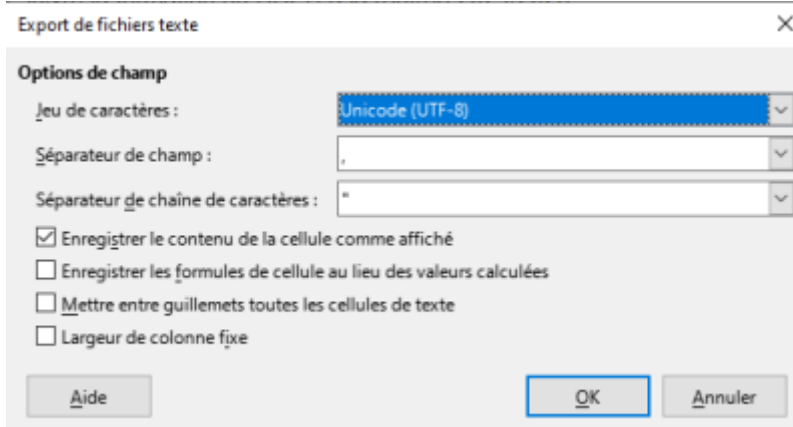 Export de fichiers texte
Options de champ
Jeu de caractères :
Unicode (UTF-8)
Séparateur de champ :
,
Séparateur de chaîne de caractères :
"
Enregistrer le contenu de la cellule comme affiché
Enregistrer les formules de cellule au lieu des valeurs calculées
Mettre entre guillemets toutes les cellules de texte
Largeur de colonne fixe
Aide
OK
Annuler